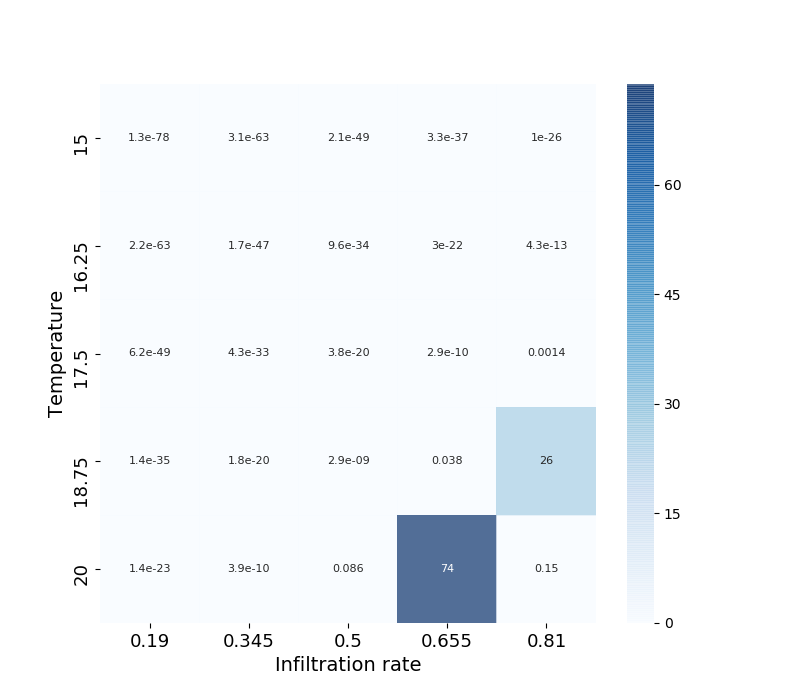 Temperature
15 1.3e-78 3.1e-63 2.1e-49 3.3e-37 1e-26
16.25 2.2e-63 1.7e-47 9.6e-34 3e-22 4.3e-13
17.5 6.2e-49 4.3e-33 3.8e-20 2.9e-10 0.0014
18.75 1.4e-35 1.8e-20 2.9e-09 0.038 26
20 1.4e-23 3.9e-10 0.086 74 0.15
0.19 0.345 0.5 0.655 0.81
Infiltration rate
60
45
30
15
0